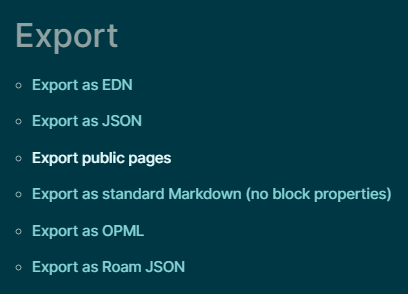 Export
Export as EDN
Export as JSON
Export public pages
Export as standard Markdown (no block properties)
Export as OPML
Export as Roam JSON